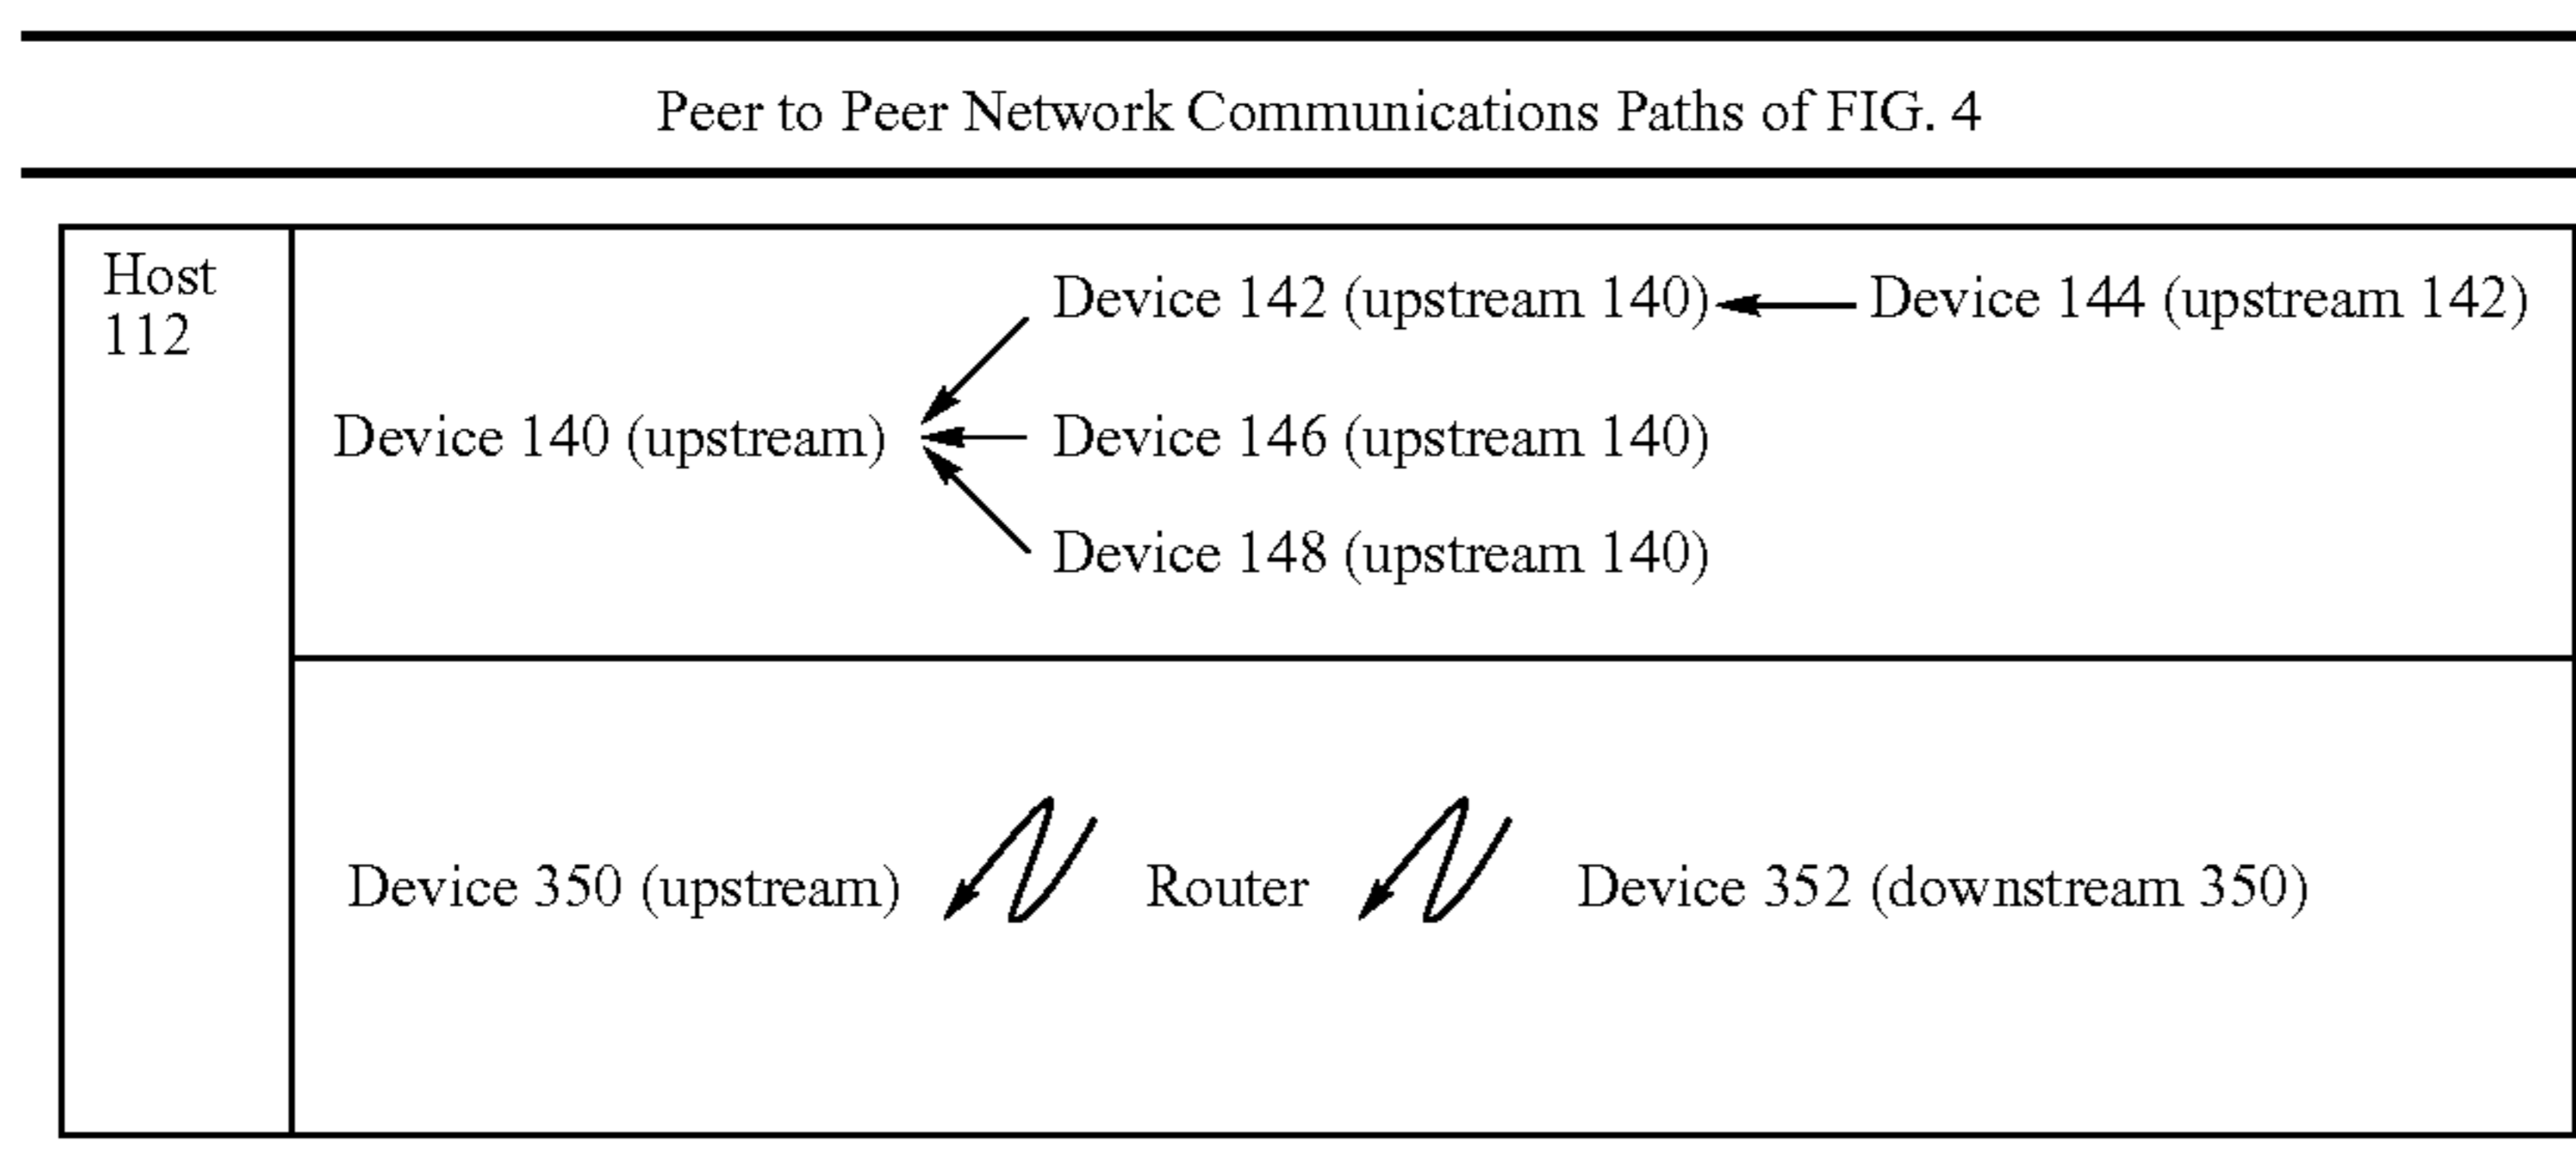 Peer to Peer Network Communications Paths of FIG. 4
Host
112
Device 142 (upstream 140)
Device 144 (upstream 142)
Device 140 (upstream)
Device 146 (upstream 140)
Device 148 (upstream 140)
Device 350 (upstream)
Router
Device 352 (downstream 350)